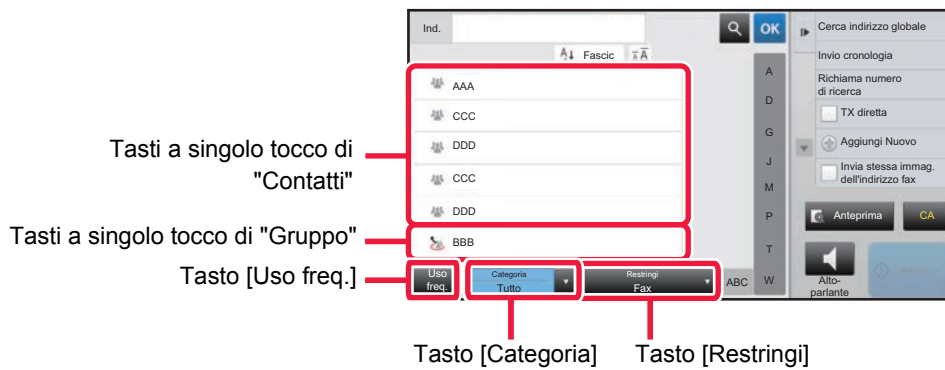 Ind.
OK
Fascic
AAA
CCC
DDD
CCC
DDD
BBB
Uso
freq.
Categoria
Tutto
Restringi
Fax
ABC
A
D
G
J
M
P
T
W
Cerca indirizzo globale
Invio cronologia
Richiama numero
di ricerca
TX diretta
Aggiungi Nuovo
Invia stessa immag.
dell'indirizzo fax
Anteprima
CA
Alto-
parlante
Tasti a singolo tocco di
"Contatti"
Tasti a singolo tocco di "Gruppo"
Tasto [Uso freq.]
Tasto [Categoria]
Tasto [Restringi]